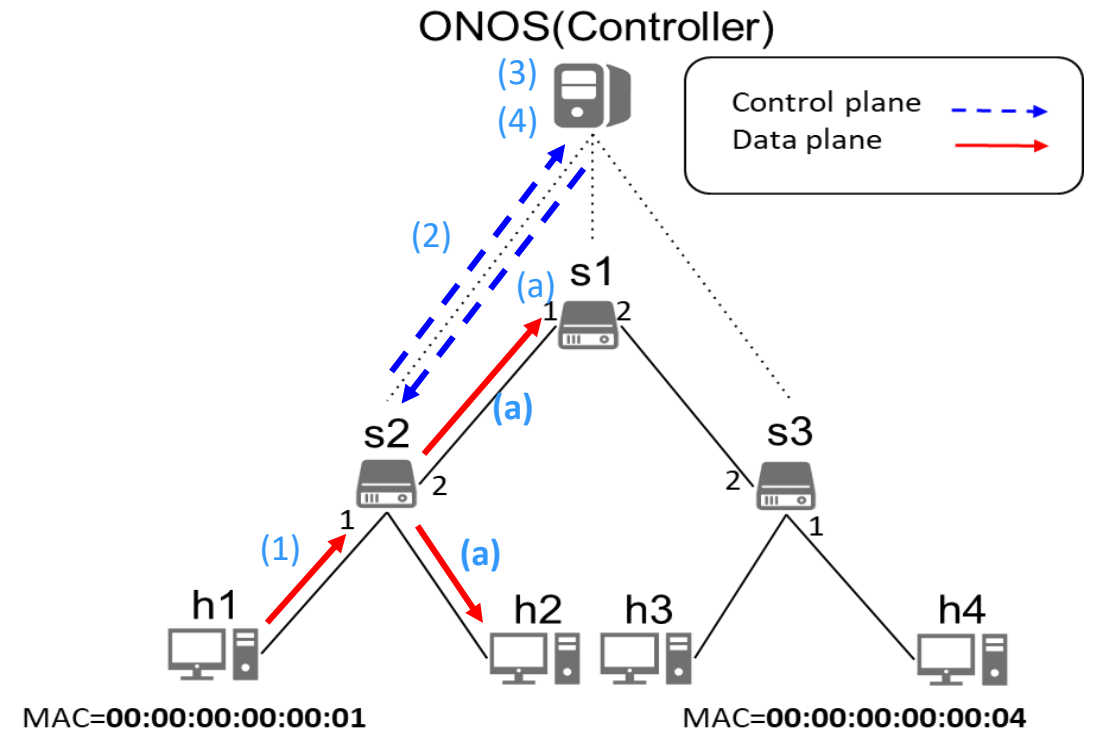 ONOS(Controller)
(3)
(4)
Control plane
Data plane
(2)
(a)
s1
1
2
(a)
s2
s3
2
2
1
1
(1)
(a)
h1
h2
h3
h4
MAC=00:00:00:00:00:01
MAC=00:00:00:00:00:04